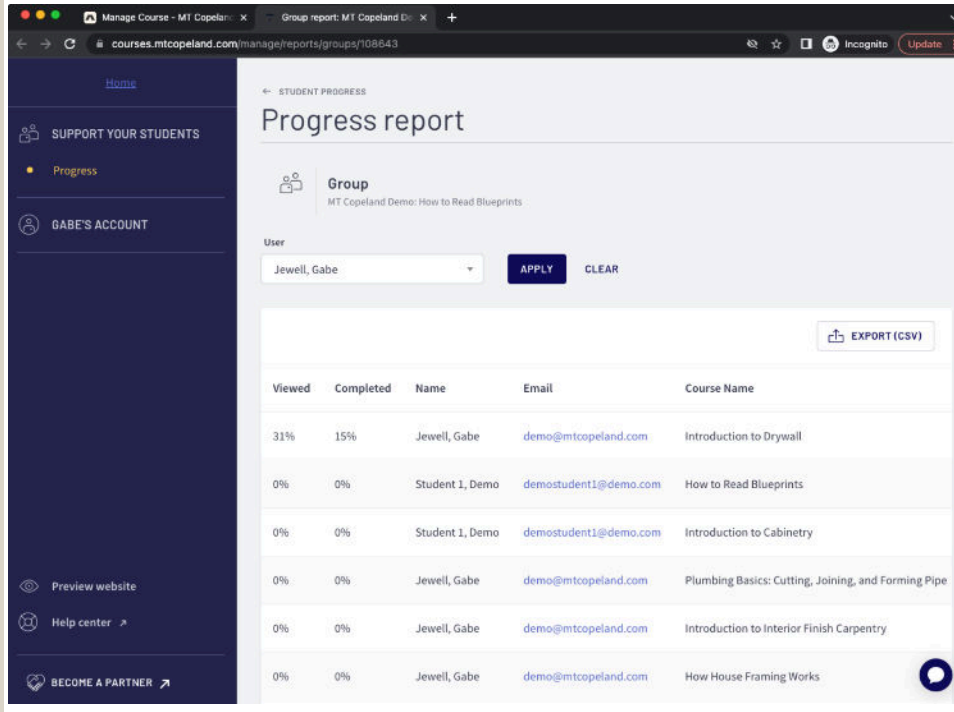 Manage Course - MT Copeland
Group report: MT Copeland De
courses.mtcopeland.com/manage/reports/groups/108643
Incognito
Update
Home
SUPPORT YOUR STUDENTS
Progress
GABE'S ACCOUNT
Preview website
Help center
BECOME A PARTNER
← STUDENT PROGRESS
Progress report
Group
MT Copeland Demo: How to Read Blueprints
User
Jewell, Gabe
APPLY CLEAR
EXPORT (CSV)
Viewed Completed Name Email Course Name
31% 15% Jewell, Gabe demo@mtcopeland.com Introduction to Drywall
0% 0% Student 1, Demo demostudent1@demo.com How to Read Blueprints
0% 0% Student 1, Demo demostudent1@demo.com Introduction to Cabinetry
0% 0% Jewell, Gabe demo@mtcopeland.com Plumbing Basics: Cutting, Joining, and Forming Pipe
0% 0% Jewell, Gabe demo@mtcopeland.com Introduction to Interior Finish Carpentry
0% 0% Jewell, Gabe demo@mtcopeland.com How House Framing Works